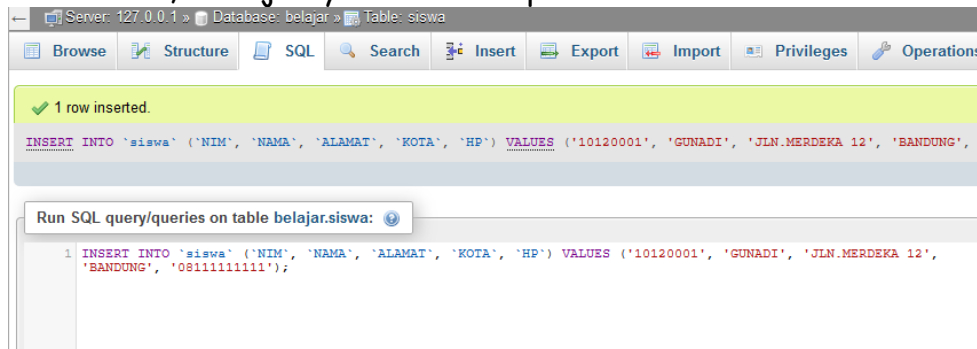 Server: 127.0.0.1 » Database: belajar » Table: siswa
Browse Structure SQL Search Insert Export Import Privileges Operations
1 row inserted.
INSERT INTO `siswa` (`NIM`, `NAMA`, `ALAMAT`, `KOTA`, `HP`) VALUES ('10120001', 'GUNADI', 'JLN.MERDEKA 12', 'BANDUNG',
Run SQL query/queries on table belajar.siswa:
1 INSERT INTO `siswa` (`NIM`, `NAMA`, `ALAMAT`, `KOTA`, `HP`) VALUES ('10120001', 'GUNADI', 'JLN.MERDEKA 12',
'BANDUNG', '08111111111');